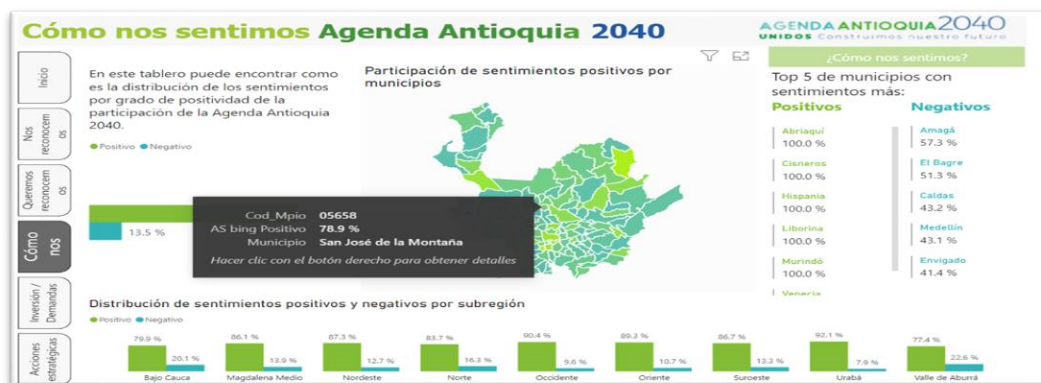 Cómo nos sentimos Agenda Antioquia 2040
AGENDA ANTIOQUIA 2040
UNIDOS Construimos nuestro futuro
Inicio
Nos
reconocem
os
Queremos
reconocem
os
Cómo
nos
Inversión /
Demandas
Acciones
estratégicas
En este tablero puede encontrar como
es la distribución de los sentimientos
por grado de positividad de la
participación de la Agenda Antioquia
2040.
Positivo Negativo
13.5 %
Participación de sentimientos positivos por
municipios
Cod_Mpio 05658
AS bing Positivo 78.9 %
Municipio San José de la Montaña
Hacer clic con el botón derecho para obtener detalles
¿Cómo nos sentimos?
Top 5 de municipios con
sentimientos más:
Positivos
Abriaquí
100.0 %
Cisneros
100.0 %
Hispania
100.0 %
Liborina
100.0 %
Murindó
100.0 %
Venecia
Negativos
Amagá
57.3 %
El Bagre
51.3 %
Caldas
43.2 %
Medellín
43.1 %
Envigado
41.4 %
Distribución de sentimientos positivos y negativos por subregión
Positivo Negativo
79.9 % 20.1 % 86.1 % 13.9 % 87.3 % 12.7 % 83.7 % 16.3 % 90.4 % 9.6 % 89.3 % 10.7 % 86.7 % 13.3 % 92.1 % 7.9 % 77.4 % 22.6 %
Bajo Cauca Magdalena Medio Nordeste Norte Occidente Oriente Suroeste Urabá Valle de Aburrá